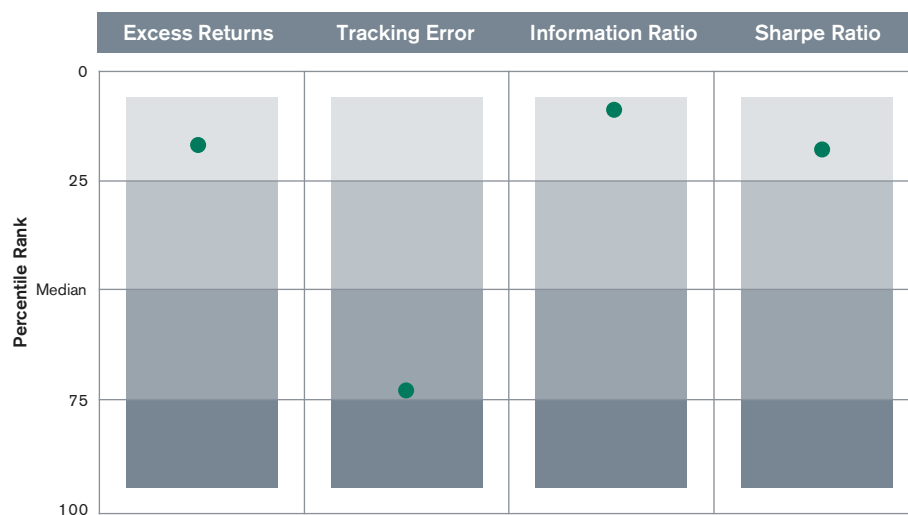 Excess Returns
Tracking Error
Information Ratio
Sharpe Ratio
0
25
Median
75
100
Percentile Rank